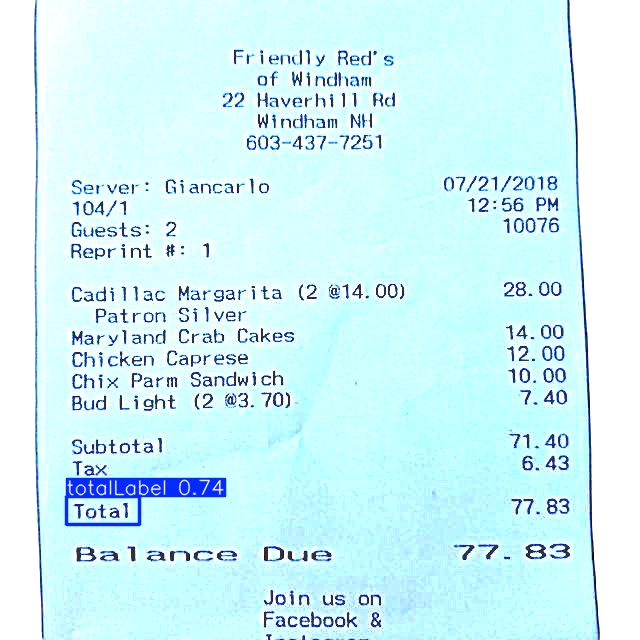 Friendly Red's
of Windham
22 Haverhill Rd
Windham NH
603-437-7251
Server: Giancarlo 07/21/2018
104/1 12:56 PM
Guests: 2 10076
Reprint #: 1
Cadillac Margarita (2 @14.00) 28.00
Patron Silver
Maryland Crab Cakes 14.00
Chicken Caprese 12.00
Chix Parm Sandwich 10.00
Bud Light (2 @3.70) 7.40
Subtotal 71.40
Tax 6.43
totalLabel 0.74
Total 77.83
Balance Due 77.83
Join us on
Facebook &